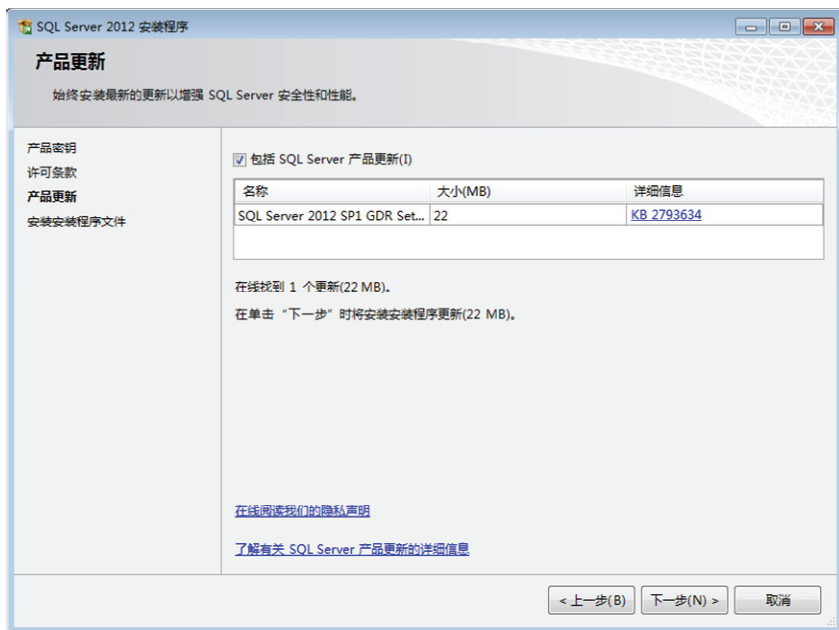 SQL Server 2012 安装程序
产品更新
始终安装最新的更新以增强 SQL Server 安全性和性能。
产品密钥
许可条款
产品更新
安装安装程序文件
包括 SQL Server 产品更新(I)
名称 大小(MB) 详细信息
SQL Server 2012 SP1 GDR Set... 22 KB 2793634
在线找到 1 个更新(22 MB)。
在单击 “下一步” 时将安装安装程序更新(22 MB)。
在线阅读我们的隐私声明
了解有关 SQL Server 产品更新的详细信息
< 上一步(B) 下一步(N) > 取消